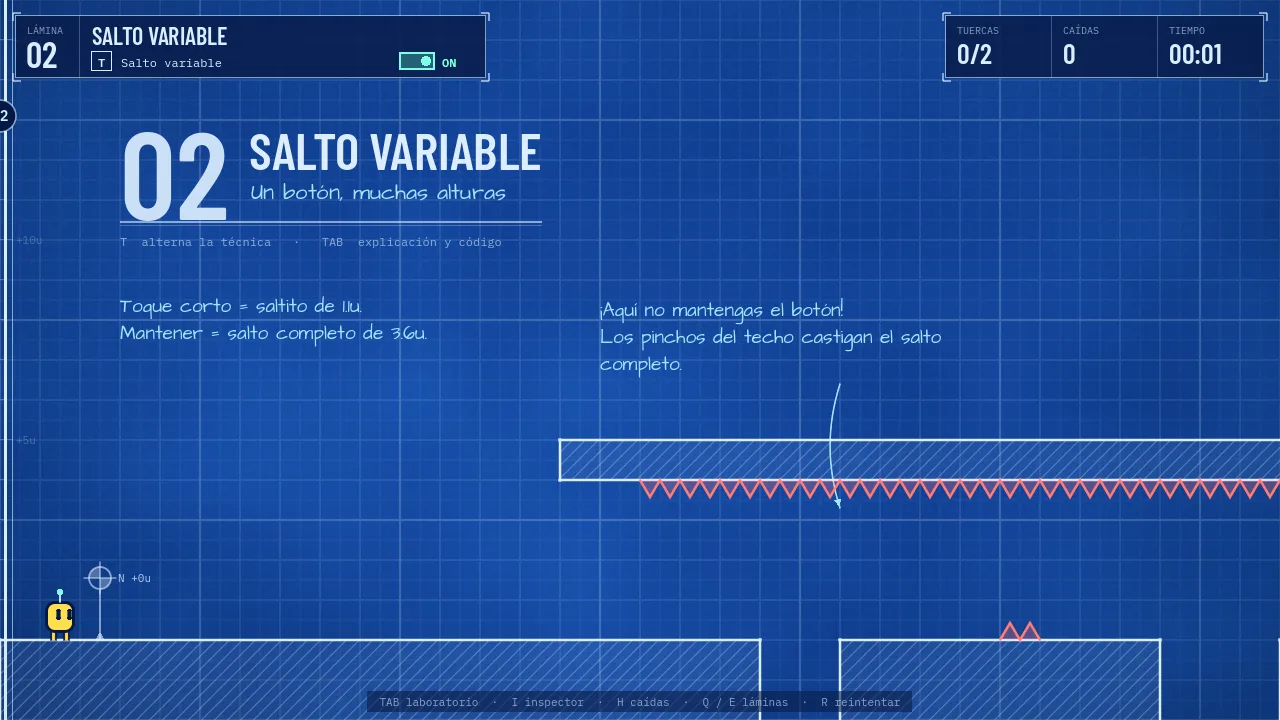 LÁMINA
02
SALTO VARIABLE
T Salto variable
ON
TUERCAS
0/2
CAÍDAS
0
TIEMPO
00:01
2
02
SALTO VARIABLE
Un botón, muchas alturas
T alterna la técnica · TAB explicación y código
+10u
Toque corto = saltito de 1.1u.
Mantener = salto completo de 3.6u.
¡Aquí no mantengas el botón!
Los pinchos del techo castigan el salto
completo.
+5u
N +0u
TAB laboratorio · I inspector · H caídas · Q / E láminas · R reintentar